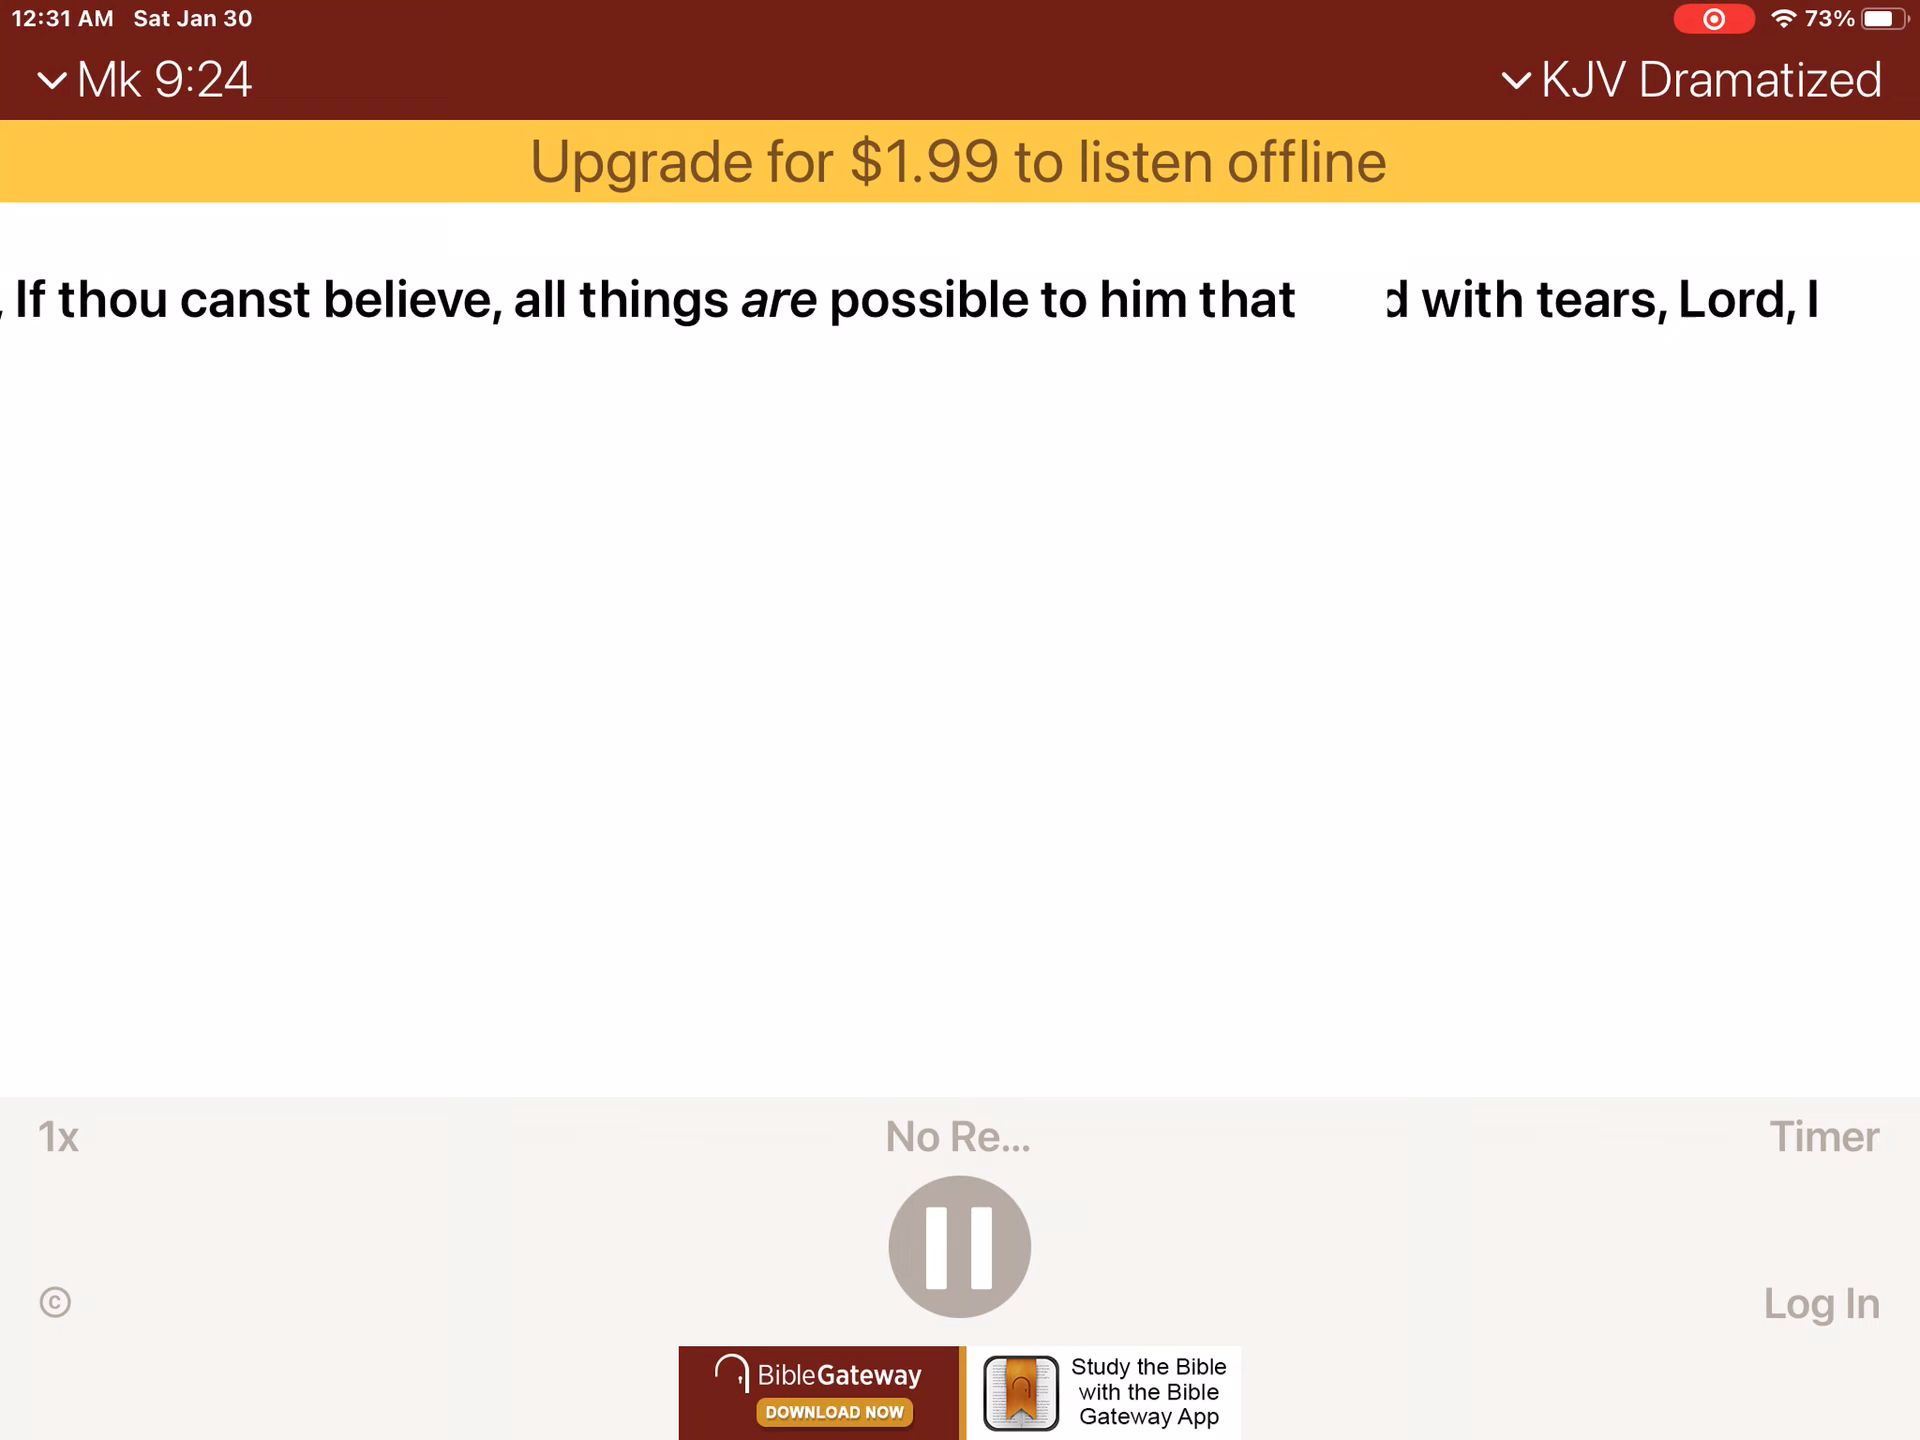 12:31 AM Sat Jan 30
73%
Mk 9:24
KJV Dramatized
Upgrade for $1.99 to listen offline
, If thou canst believe, all things are possible to him that d with tears, Lord, I
1x
No Re...
Timer
©
Log In
BibleGateway
DOWNLOAD NOW
Study the Bible
with the Bible
Gateway App